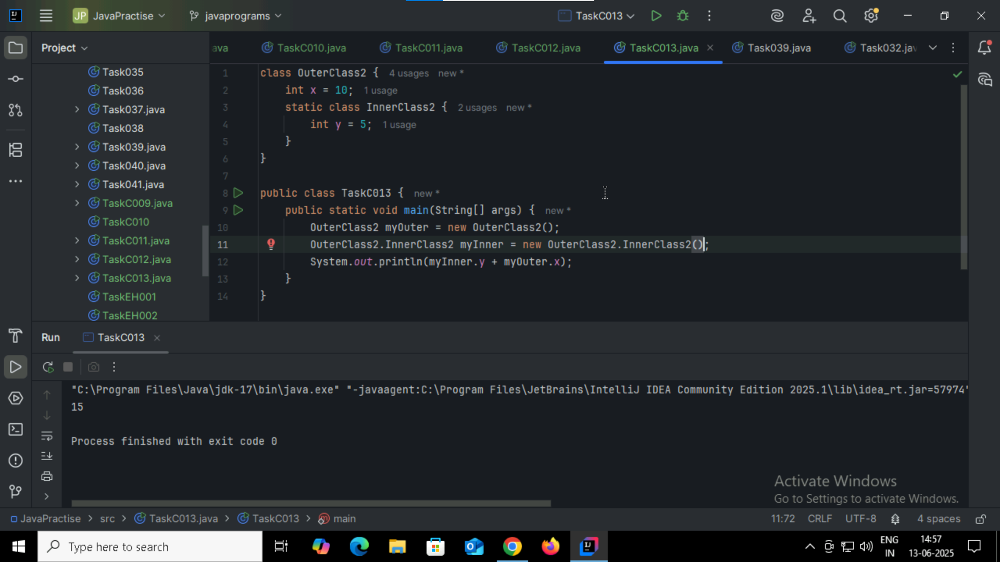 JP JavaPractise
javaprograms
TaskC013
Project
ava
TaskC010.java
TaskC011.java
TaskC012.java
TaskC013.java
Task039.java
Task032.jav
Task035
Task036
Task037.java
Task038
Task039.java
Task040.java
Task041.java
TaskC009.java
TaskC010
TaskC011.java
TaskC012.java
TaskC013.java
TaskEH001
TaskEH002
1 class OuterClass2 { 4 usages new *
2 int x = 10; 1 usage
3 static class InnerClass2 { 2 usages new *
4 int y = 5; 1 usage
5 }
6 }
7
8 public class TaskC013 { new *
9 public static void main(String[] args) { new *
10 OuterClass2 myOuter = new OuterClass2();
11 OuterClass2.InnerClass2 myInner = new OuterClass2.InnerClass2();
12 System.out.println(myInner.y + myOuter.x);
13 }
14 }
Run TaskC013
"C:\Program Files\Java\jdk-17\bin\java.exe" "-javaagent:C:\Program Files\JetBrains\IntelliJ IDEA Community Edition 2025.1\lib\idea_rt.jar=57974"
15
Process finished with exit code 0
Activate Windows
Go to Settings to activate Windows.
JavaPractise > src > TaskC013.java > TaskC013 > main
11:72 CRLF UTF-8 4 spaces
Type here to search
ENG
IN
14:57
13-06-2025